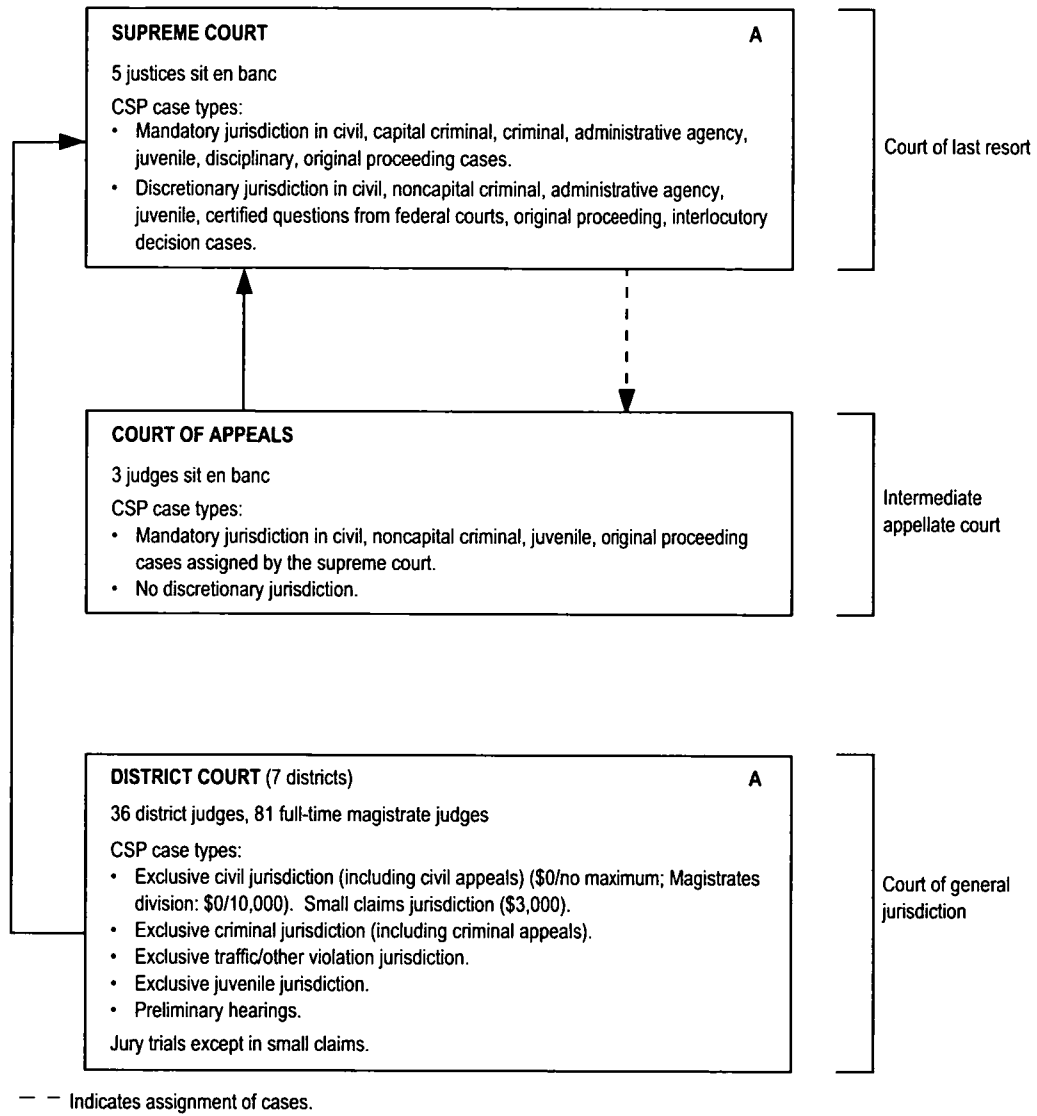 SUPREME COURT A
5 justices sit en banc
CSP case types:
• Mandatory jurisdiction in civil, capital criminal, criminal, administrative agency,
juvenile, disciplinary, original proceeding cases.
• Discretionary jurisdiction in civil, noncapital criminal, administrative agency,
juvenile, certified questions from federal courts, original proceeding, interlocutory
decision cases.
Court of last resort
COURT OF APPEALS
3 judges sit en banc
CSP case types:
• Mandatory jurisdiction in civil, noncapital criminal, juvenile, original proceeding
cases assigned by the supreme court.
• No discretionary jurisdiction.
Intermediate
appellate court
DISTRICT COURT (7 districts) A
36 district judges, 81 full-time magistrate judges
CSP case types:
• Exclusive civil jurisdiction (including civil appeals) ($0/no maximum; Magistrates
division: $0/10,000). Small claims jurisdiction ($3,000).
• Exclusive criminal jurisdiction (including criminal appeals).
• Exclusive traffic/other violation jurisdiction.
• Exclusive juvenile jurisdiction.
• Preliminary hearings.
Jury trials except in small claims.
Court of general
jurisdiction
– – Indicates assignment of cases.